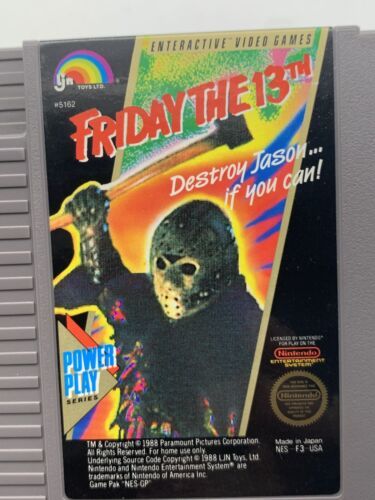 ENTERACTIVE VIDEO GAMES
LJN
TOYS LTD.
#5162
FRIDAY THE 13TH
Destroy Jason...
if you can!
POWER
PLAY
SERIES
LICENSED BY NINTENDO®
FOR PLAY ON THE
Nintendo
ENTERTAINMENT
SYSTEM®
Nintendo
TM & Copyright © 1988 Paramount Pictures Corporation.
All Rights Reserved. For home use only.
Underlying Source Code Copyright © 1988 LJN Toys, Ltd.
Nintendo and Nintendo Entertainment System® are
trademarks of Nintendo of America Inc.
Game Pak "NES-GP"
Made in Japan
NES - F3 - USA